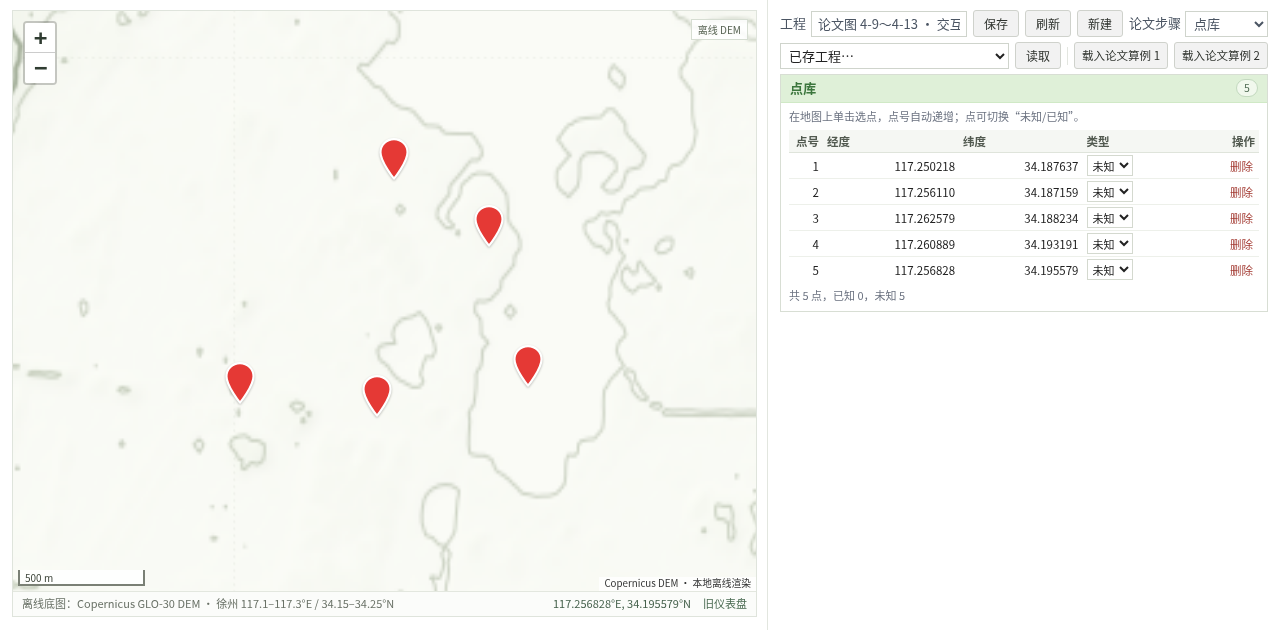 +
−
离线 DEM
500 m
Copernicus DEM · 本地离线渲染
离线底图：Copernicus GLO-30 DEM · 徐州 117.1–117.3°E / 34.15–34.25°N
117.256828°E, 34.195579°N 旧仪表盘
工程 论文图 4-9～4-13 · 交互 保存 刷新 新建 论文步骤 点库
已存工程… 读取 载入论文算例 1 载入论文算例 2
点库 5
在地图上单击选点，点号自动递增；点可切换“未知/已知”。
点号 经度 纬度 类型 操作
1 117.250218 34.187637 未知 删除
2 117.256110 34.187159 未知 删除
3 117.262579 34.188234 未知 删除
4 117.260889 34.193191 未知 删除
5 117.256828 34.195579 未知 删除
共 5 点，已知 0，未知 5